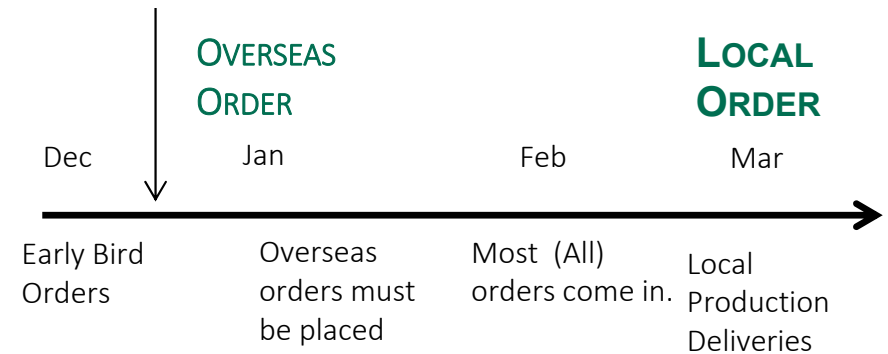 OVERSEAS
ORDER
LOCAL
ORDER
Dec
Jan
Feb
Mar
Early Bird
Orders
Overseas
orders must
be placed
Most (All)
orders come in.
Local
Production
Deliveries